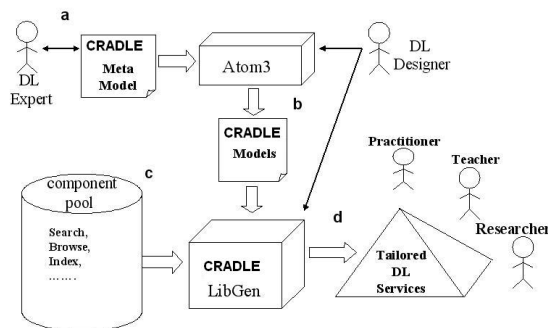 a
CRADLE
Meta
Model
DL
Expert
Atom3
DL
Designer
b
CRADLE
Models
Practitioner
Teacher
Researcher
c
component
pool
Search,
Browse,
Index,
.......
CRADLE
LibGen
d
Tailored
DL
Services